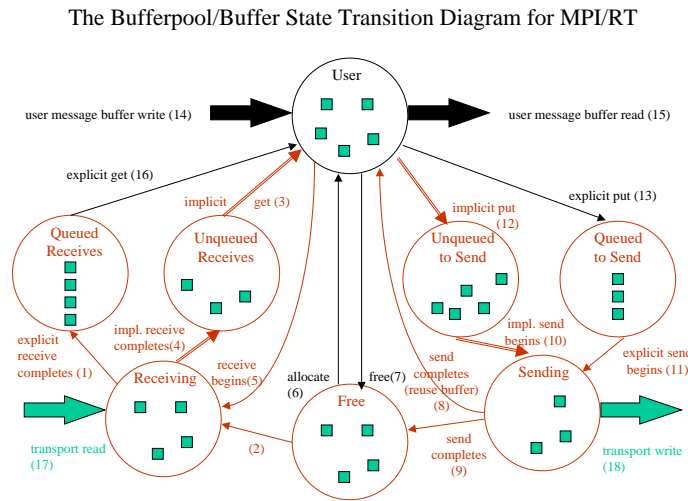 The Bufferpool/Buffer State Transition Diagram for MPI/RT
User
user message buffer write (14)
user message buffer read (15)
explicit get (16)
implicit get (3)
implicit put
(12)
explicit put (13)
Queued
Receives
Unqueued
Receives
Unqueued
to Send
Queued
to Send
explicit
receive
completes (1)
impl. receive
completes(4)
receive
begins(5)
allocate
(6)
free(7)
send
completes
(reuse buffer)
(8)
impl. send
begins (10)
explicit send
begins (11)
Receiving
Free
Sending
transport read
(17)
(2)
send
completes
(9)
transport write
(18)